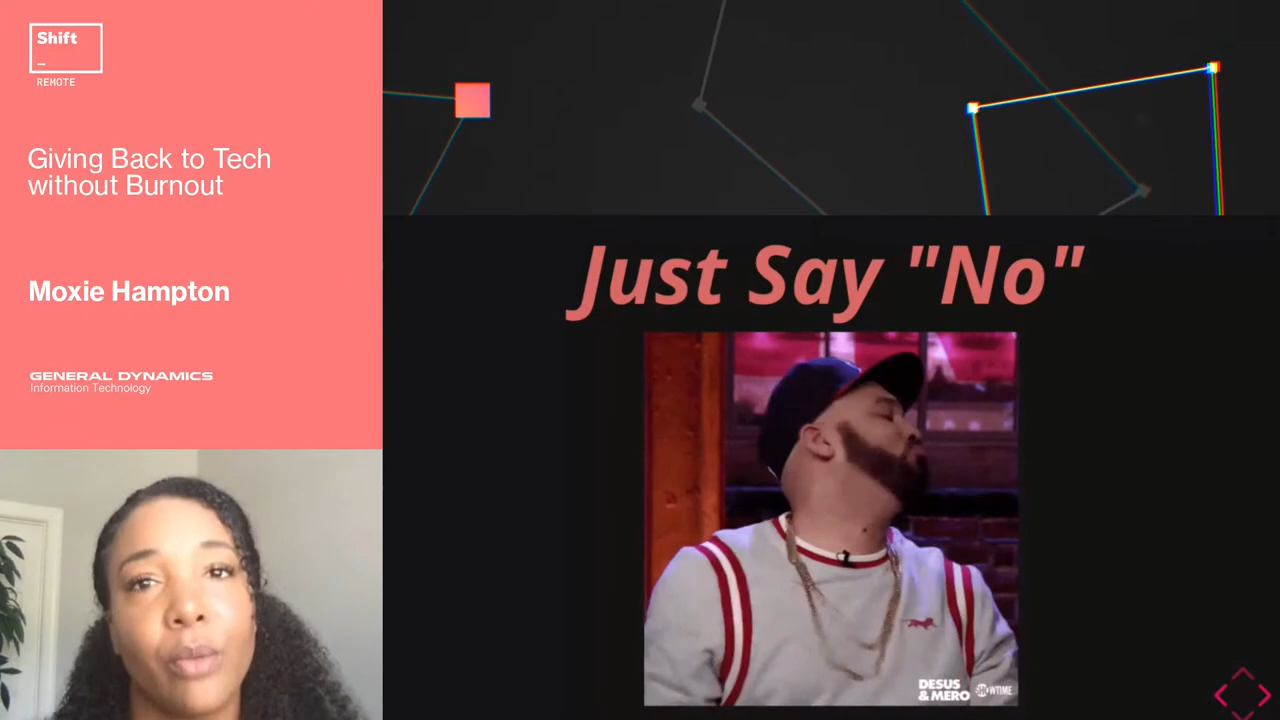 Shift
_
REMOTE
Giving Back to Tech
without Burnout
Moxie Hampton
GENERAL DYNAMICS
Information Technology
Just Say "No"
DESUS
& MERO
SHOWTIME